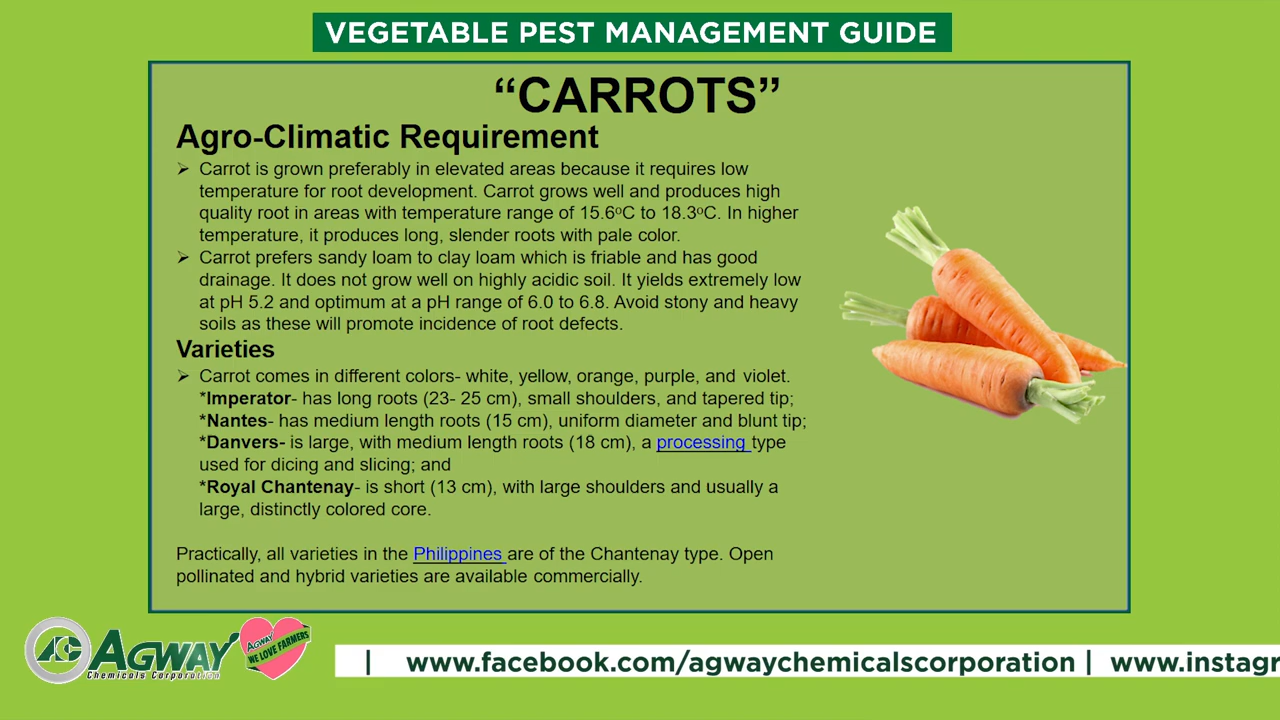 VEGETABLE PEST MANAGEMENT GUIDE
“CARROTS”
Agro-Climatic Requirement
➢ Carrot is grown preferably in elevated areas because it requires low
temperature for root development. Carrot grows well and produces high
quality root in areas with temperature range of 15.6ºC to 18.3ºC. In higher
temperature, it produces long, slender roots with pale color.
➢ Carrot prefers sandy loam to clay loam which is friable and has good
drainage. It does not grow well on highly acidic soil. It yields extremely low
at pH 5.2 and optimum at a pH range of 6.0 to 6.8. Avoid stony and heavy
soils as these will promote incidence of root defects.
Varieties
➢ Carrot comes in different colors- white, yellow, orange, purple, and violet.
*Imperator- has long roots (23- 25 cm), small shoulders, and tapered tip;
*Nantes- has medium length roots (15 cm), uniform diameter and blunt tip;
*Danvers- is large, with medium length roots (18 cm), a processing type
used for dicing and slicing; and
*Royal Chantenay- is short (13 cm), with large shoulders and usually a
large, distinctly colored core.
Practically, all varieties in the Philippines are of the Chantenay type. Open
pollinated and hybrid varieties are available commercially.
AGWAY
Chemicals Corporation
AGWAY
WE LOVE FARMERS
| www.facebook.com/agwaychemicalscorporation | www.instagr